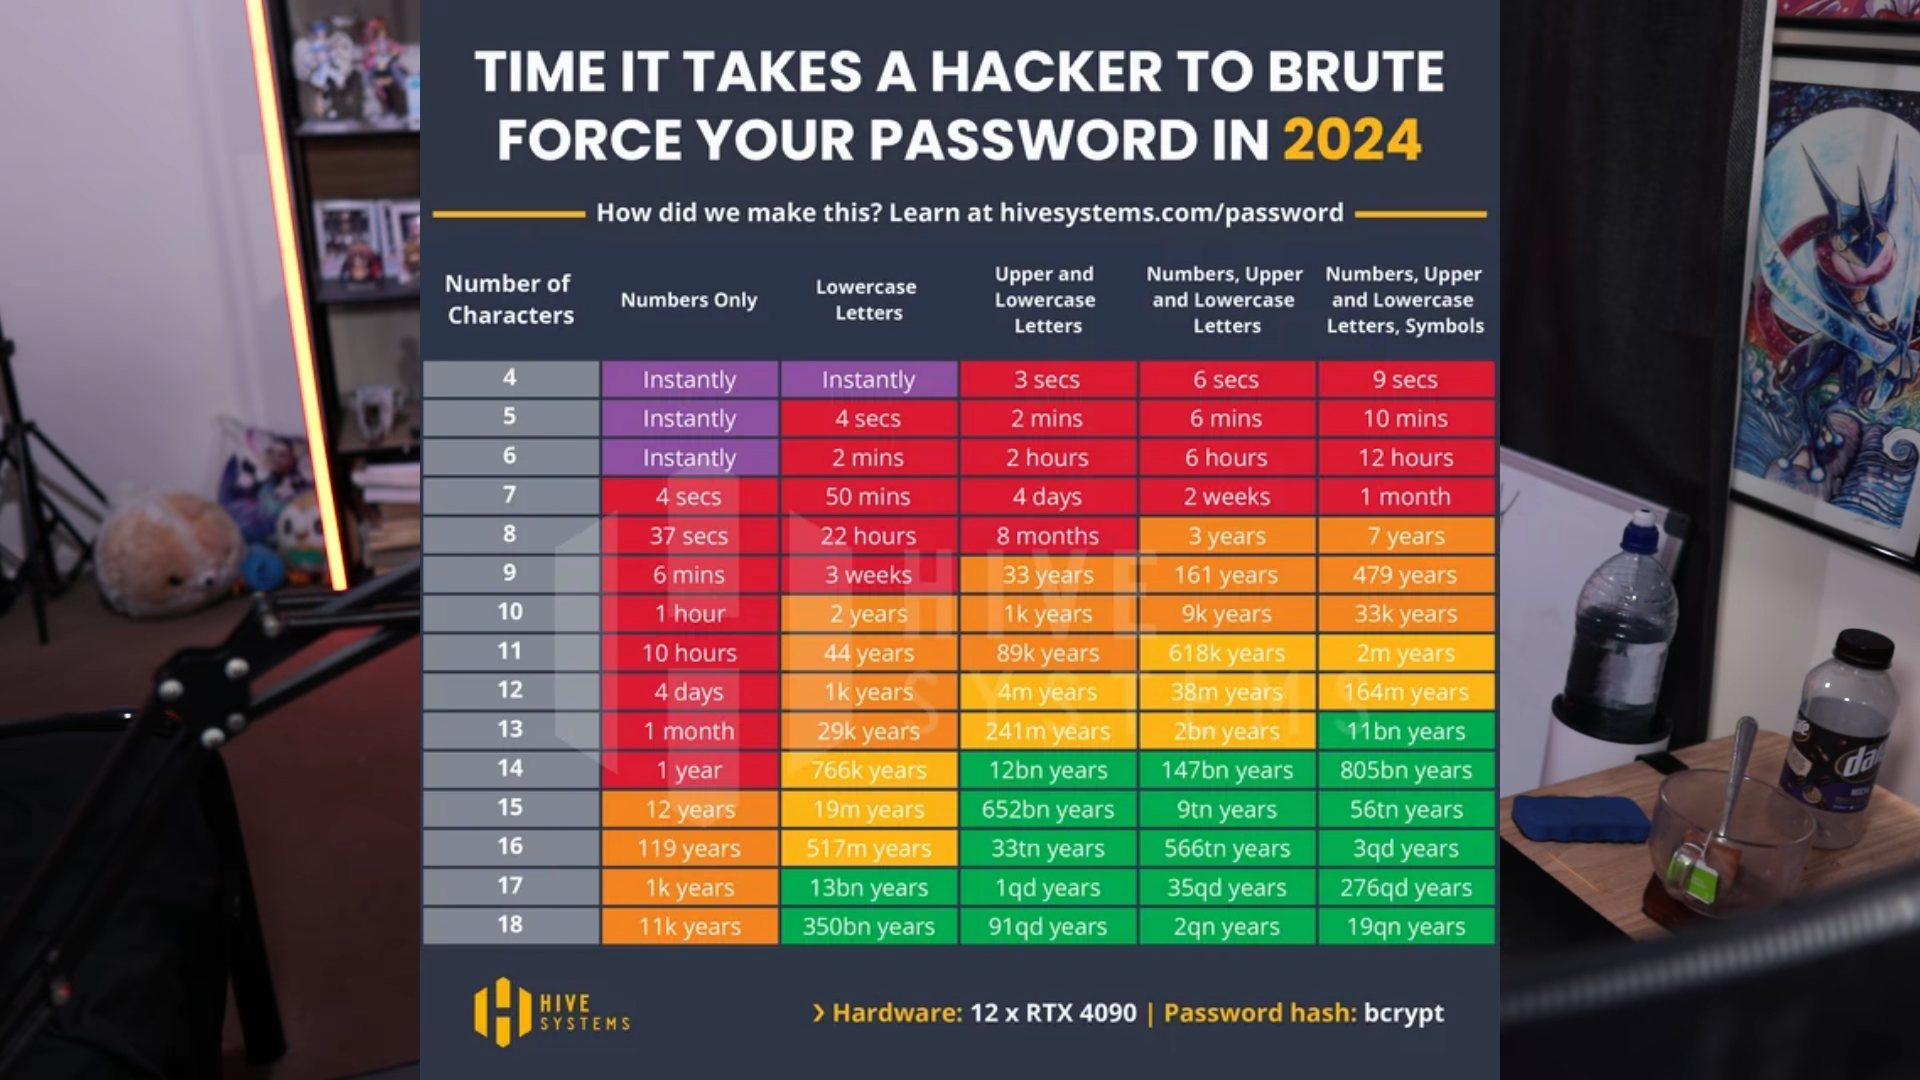 TIME IT TAKES A HACKER TO BRUTE
FORCE YOUR PASSWORD IN 2024
How did we make this? Learn at hivesystems.com/password
Number of Characters | Numbers Only | Lowercase Letters | Upper and Lowercase Letters | Numbers, Upper and Lowercase Letters | Numbers, Upper and Lowercase Letters, Symbols
4 Instantly Instantly 3 secs 6 secs 9 secs
5 Instantly 4 secs 2 mins 6 mins 10 mins
6 Instantly 2 mins 2 hours 6 hours 12 hours
7 4 secs 50 mins 4 days 2 weeks 1 month
8 37 secs 22 hours 8 months 3 years 7 years
9 6 mins 3 weeks 33 years 161 years 479 years
10 1 hour 2 years 1k years 9k years 33k years
11 10 hours 44 years 89k years 618k years 2m years
12 4 days 1k years 4m years 38m years 164m years
13 1 month 29k years 241m years 2bn years 11bn years
14 1 year 766k years 12bn years 147bn years 805bn years
15 12 years 19m years 652bn years 9tn years 56tn years
16 119 years 517m years 33tn years 566tn years 3qd years
17 1k years 13bn years 1qd years 35qd years 276qd years
18 11k years 350bn years 91qd years 2qn years 19qn years
HIVE
SYSTEMS
HIVE
SYSTEMS
› Hardware: 12 x RTX 4090 | Password hash: bcrypt